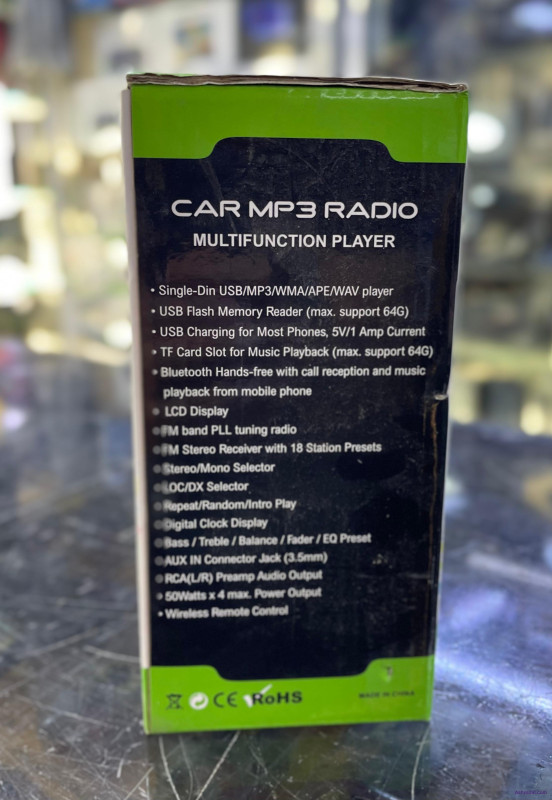 CAR MP3 RADIO
MULTIFUNCTION PLAYER
• Single-Din USB/MP3/WMA/APE/WAV player
• USB Flash Memory Reader (max. support 64G)
• USB Charging for Most Phones, 5V/1 Amp Current
• TF Card Slot for Music Playback (max. support 64G)
• Bluetooth Hands-free with call reception and music
playback from mobile phone
• LCD Display
• FM band PLL tuning radio
• FM Stereo Receiver with 18 Station Presets
• Stereo/Mono Selector
• LOC/DX Selector
• Repeat/Random/Intro Play
• Digital Clock Display
• Bass / Treble / Balance / Fader / EQ Preset
• AUX IN Connector Jack (3.5mm)
• RCA(L/R) Preamp Audio Output
• 50Watts x 4 max. Power Output
• Wireless Remote Control
CE RoHS MADE IN CHINA